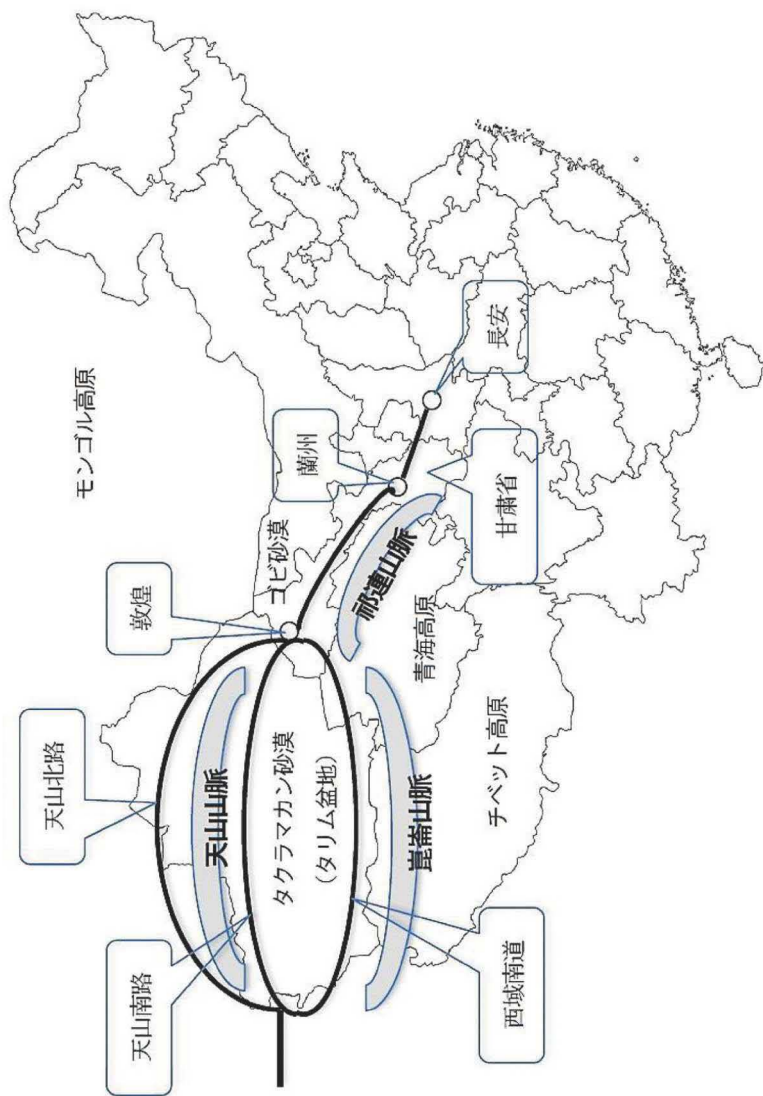 モンゴル高原
天山北路
敦煌
ゴビ砂漠
蘭州
長安
天山南路
天山山脈
タクラマカン砂漠
（タリム盆地）
祁連山脈
甘粛省
青海高原
崑崙山脈
チベット高原
西域南道